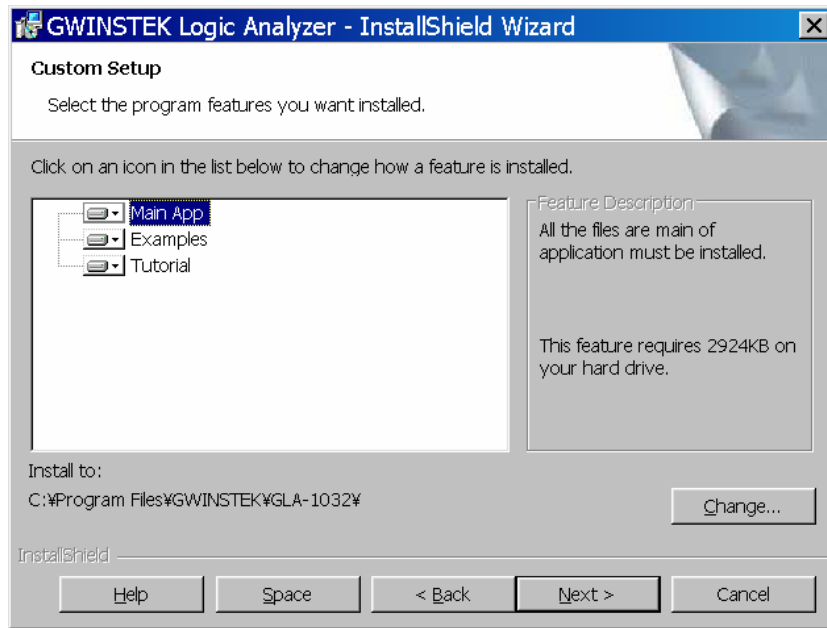 GWINSTEK Logic Analyzer - InstallShield Wizard
Custom Setup
Select the program features you want installed.
Click on an icon in the list below to change how a feature is installed.
Main App
Examples
Tutorial
Feature Description
All the files are main of
application must be installed.
This feature requires 2924KB on
your hard drive.
Install to:
C:¥Program Files¥GWINSTEK¥GLA-1032¥
Change...
InstallShield
Help
Space
< Back
Next >
Cancel